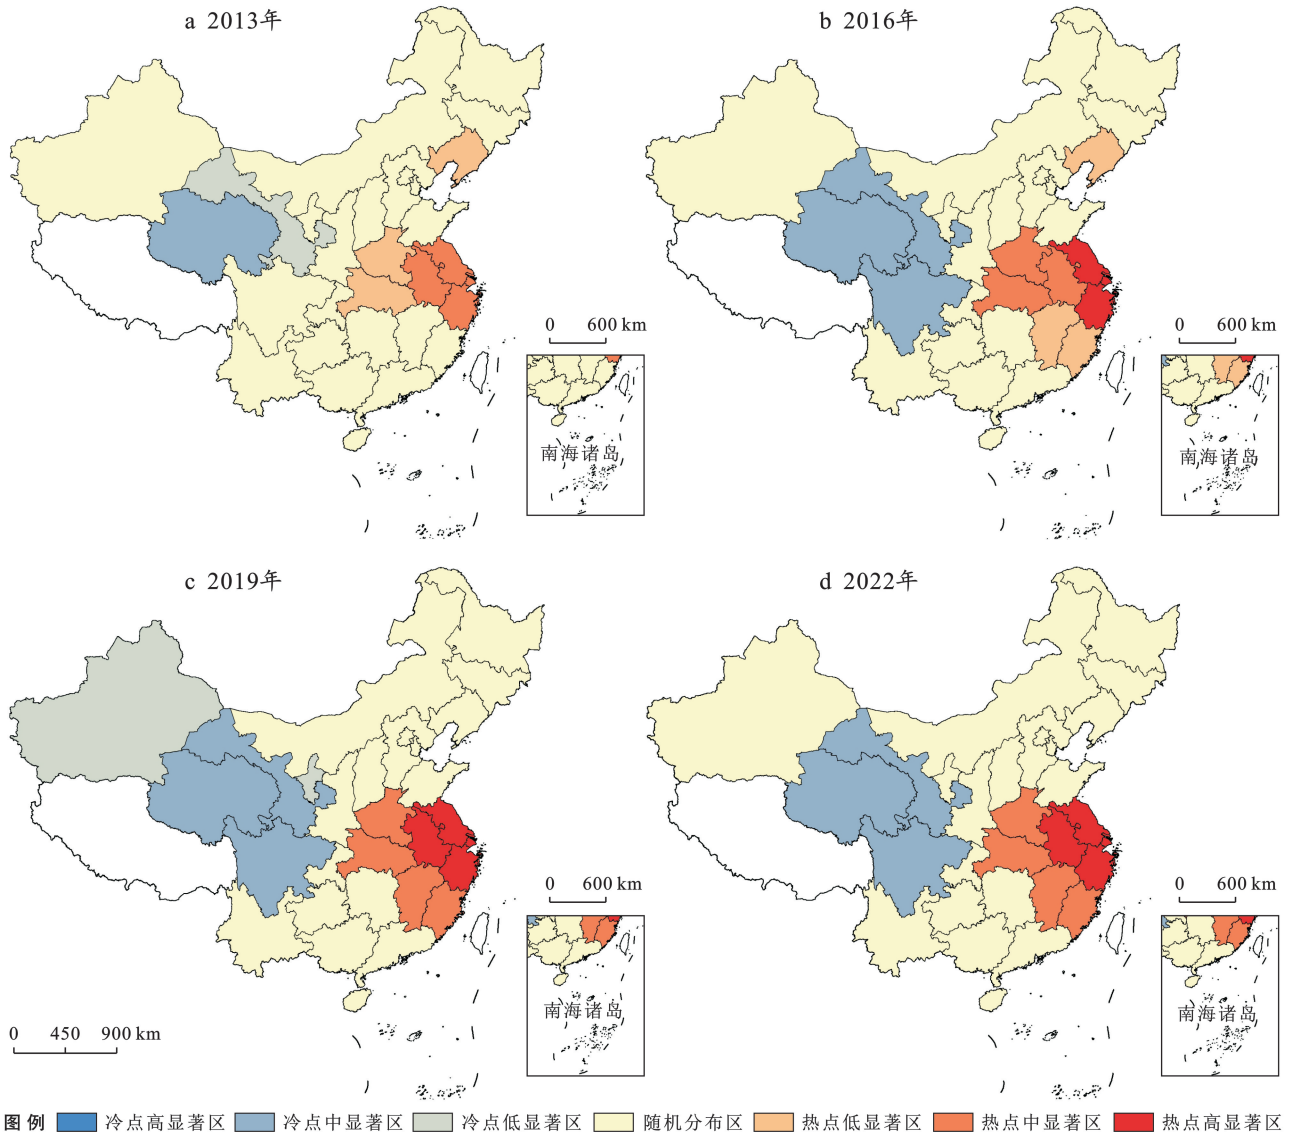 a 2013年
b 2016年
0 600 km
南海诸岛
0 600 km
南海诸岛
c 2019年
d 2022年
0 600 km
南海诸岛
0 600 km
南海诸岛
0 450 900 km
图例 冷点高显著区 冷点中显著区 冷点低显著区 随机分布区 热点低显著区 热点中显著区 热点高显著区